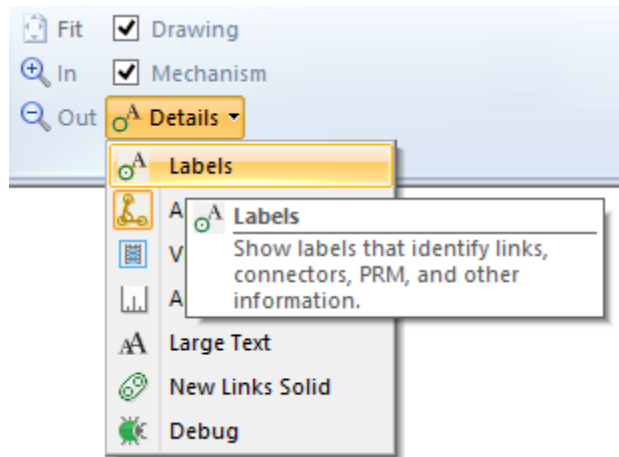 Fit
Drawing
In
Mechanism
Out
A Details
A Labels
A
A Labels
Show labels that identify links,
connectors, PRM, and other
information.
V
A
AA Large Text
New Links Solid
Debug